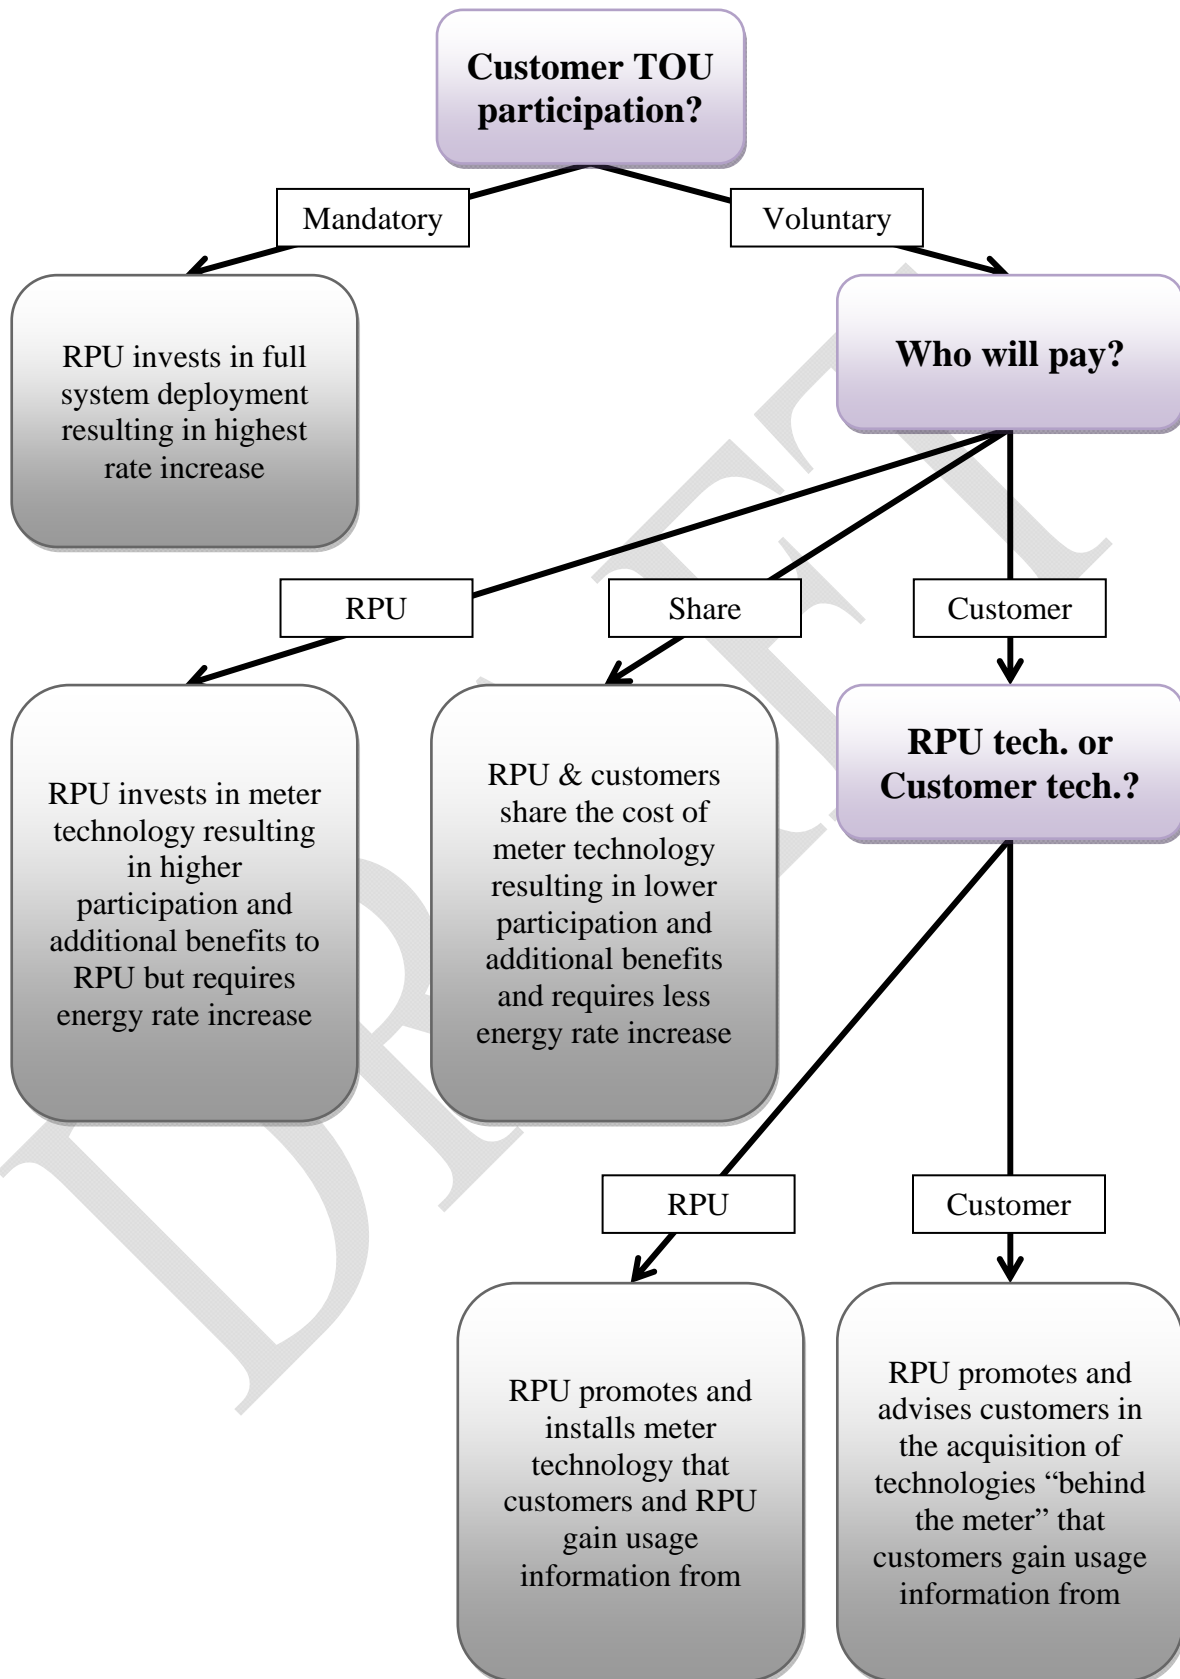 Customer TOU
participation?
Mandatory
Voluntary
RPU invests in full
system deployment
resulting in highest
rate increase
Who will pay?
RPU
Share
Customer
RPU invests in meter
technology resulting
in higher
participation and
additional benefits to
RPU but requires
energy rate increase
RPU & customers
share the cost of
meter technology
resulting in lower
participation and
additional benefits
and requires less
energy rate increase
RPU tech. or
Customer tech.?
RPU
Customer
RPU promotes and
installs meter
technology that
customers and RPU
gain usage
information from
RPU promotes and
advises customers in
the acquisition of
technologies “behind
the meter” that
customers gain usage
information from
DRAFT